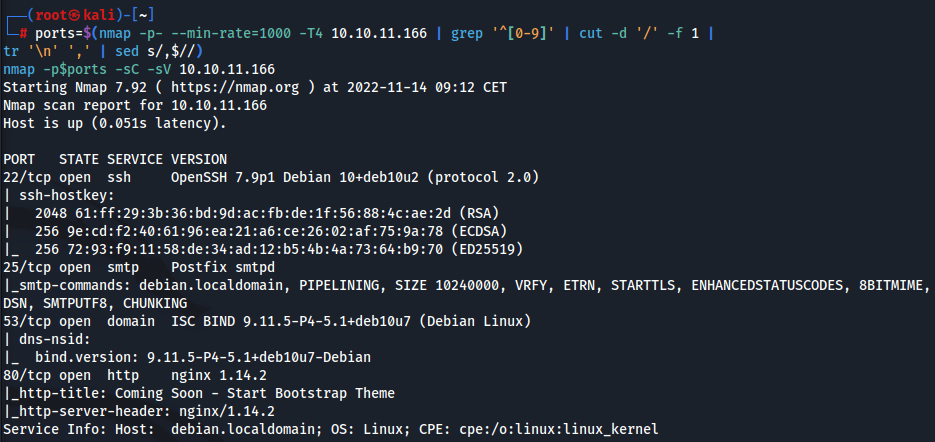 ┌──(root㉿kali)-[~]
└─# ports=$(nmap -p- --min-rate=1000 -T4 10.10.11.166 | grep '^[0-9]' | cut -d '/' -f 1 |
tr '\n' ',' | sed s/,$//)
nmap -p$ports -sC -sV 10.10.11.166
Starting Nmap 7.92 ( https://nmap.org ) at 2022-11-14 09:12 CET
Nmap scan report for 10.10.11.166
Host is up (0.051s latency).

PORT   STATE SERVICE VERSION
22/tcp open  ssh     OpenSSH 7.9p1 Debian 10+deb10u2 (protocol 2.0)
| ssh-hostkey:
|   2048 61:ff:29:3b:36:bd:9d:ac:fb:de:1f:56:88:4c:ae:2d (RSA)
|   256 9e:cd:f2:40:61:96:ea:21:a6:ce:26:02:af:75:9a:78 (ECDSA)
|_  256 72:93:f9:11:58:de:34:ad:12:b5:4b:4a:73:64:b9:70 (ED25519)
25/tcp open  smtp    Postfix smtpd
|_smtp-commands: debian.localdomain, PIPELINING, SIZE 10240000, VRFY, ETRN, STARTTLS, ENHANCEDSTATUSCODES, 8BITMIME,
DSN, SMTPUTF8, CHUNKING
53/tcp open  domain  ISC BIND 9.11.5-P4-5.1+deb10u7 (Debian Linux)
| dns-nsid:
|_  bind.version: 9.11.5-P4-5.1+deb10u7-Debian
80/tcp open  http    nginx 1.14.2
|_http-title: Coming Soon - Start Bootstrap Theme
|_http-server-header: nginx/1.14.2
Service Info: Host:  debian.localdomain; OS: Linux; CPE: cpe:/o:linux:linux_kernel